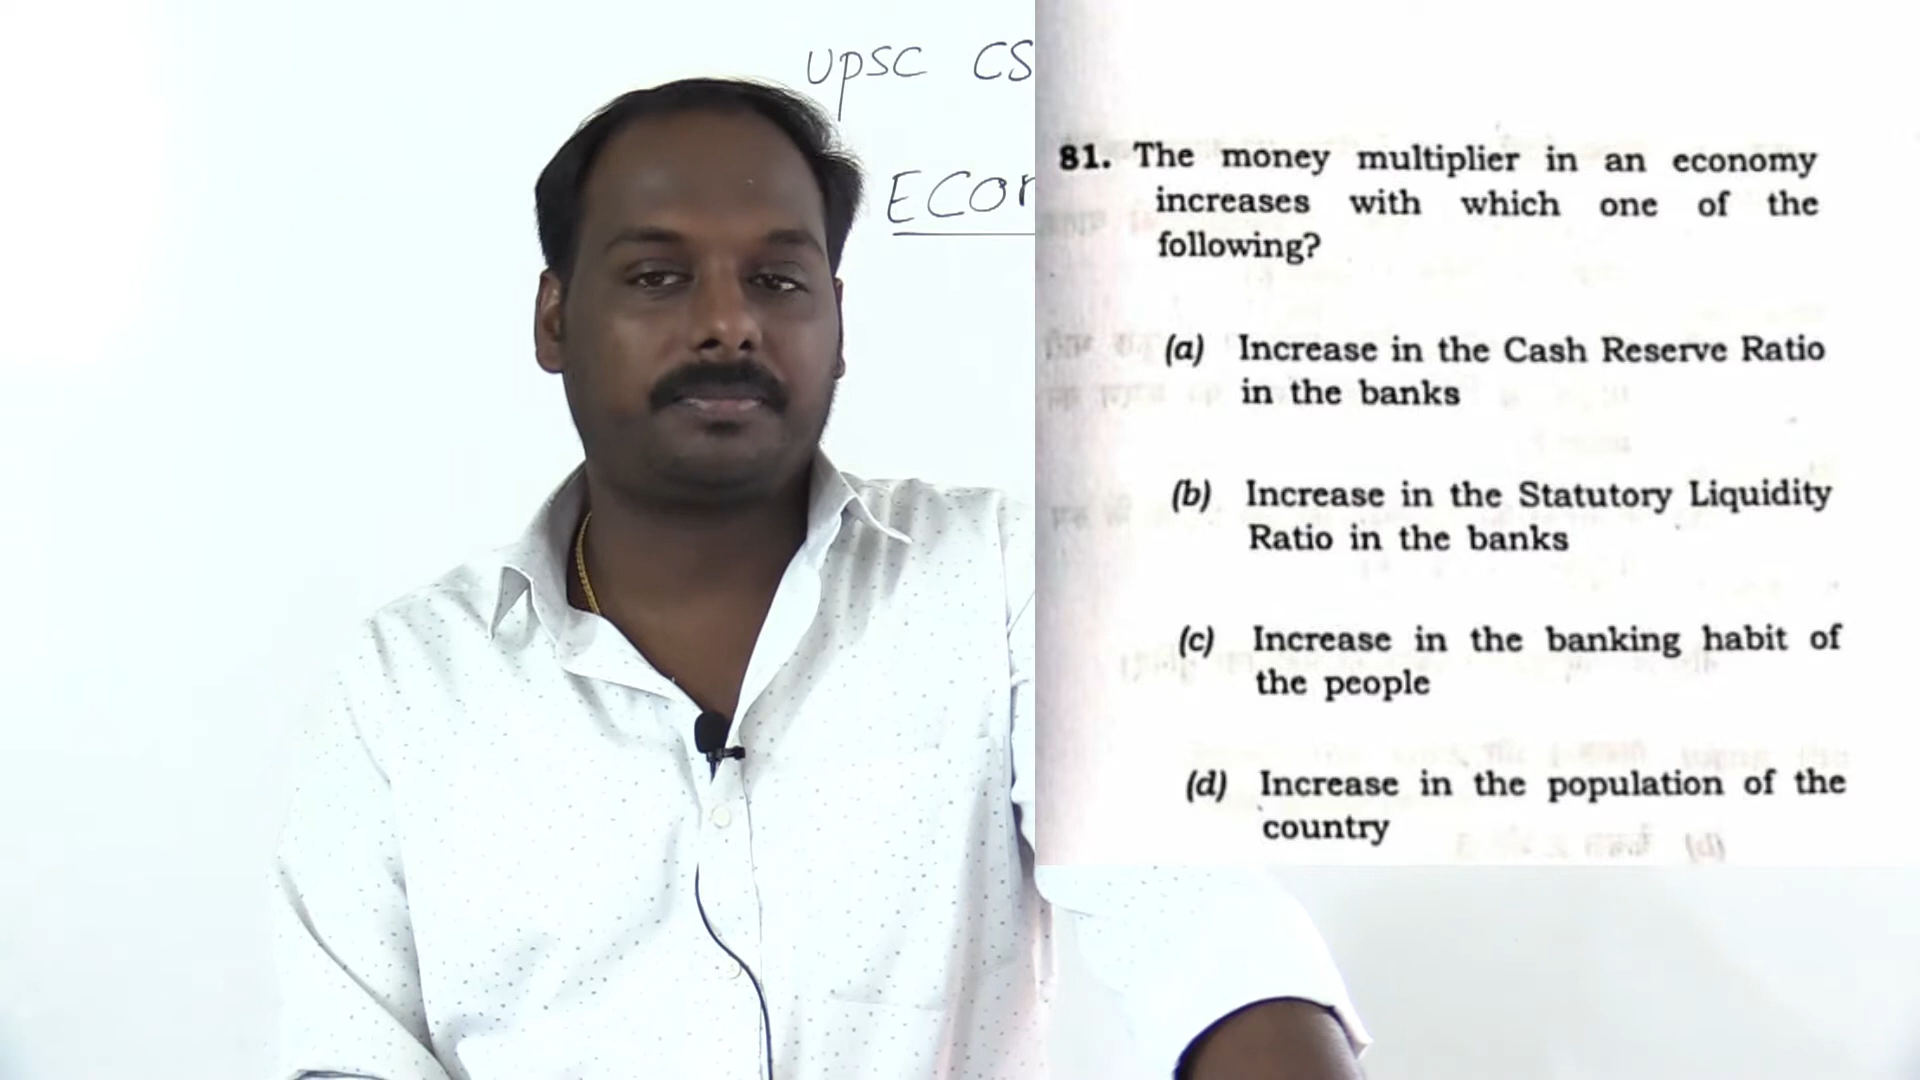 UPSC CS
ECO
81. The money multiplier in an economy
increases with which one of the
following?
(a) Increase in the Cash Reserve Ratio
in the banks
(b) Increase in the Statutory Liquidity
Ratio in the banks
(c) Increase in the banking habit of
the people
(d) Increase in the population of the
country